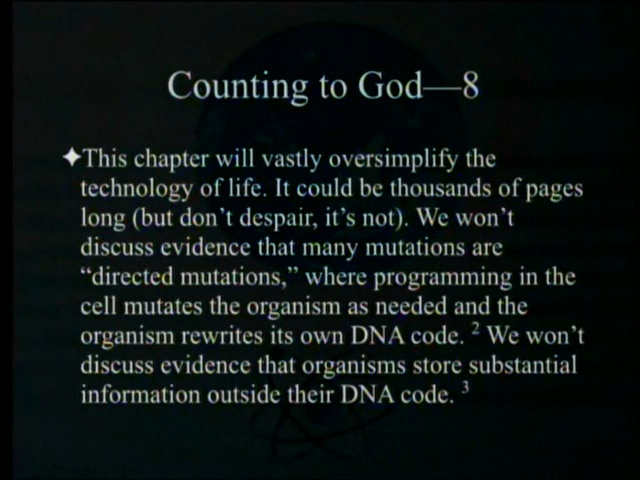 Counting to God—8
✦This chapter will vastly oversimplify the
technology of life. It could be thousands of pages
long (but don't despair, it's not). We won't
discuss evidence that many mutations are
“directed mutations,” where programming in the
cell mutates the organism as needed and the
organism rewrites its own DNA code. ² We won't
discuss evidence that organisms store substantial
information outside their DNA code. ³